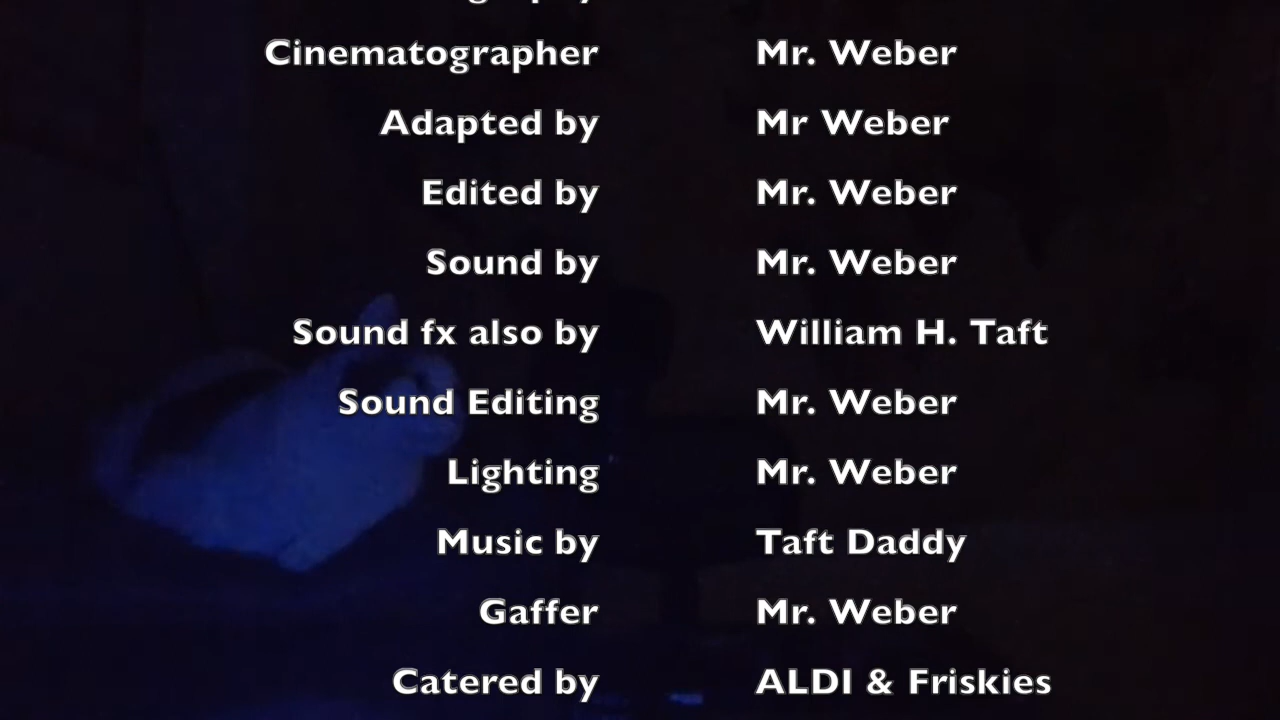 Cinematographer Mr. Weber
Adapted by Mr Weber
Edited by Mr. Weber
Sound by Mr. Weber
Sound fx also by William H. Taft
Sound Editing Mr. Weber
Lighting Mr. Weber
Music by Taft Daddy
Gaffer Mr. Weber
Catered by ALDI & Friskies